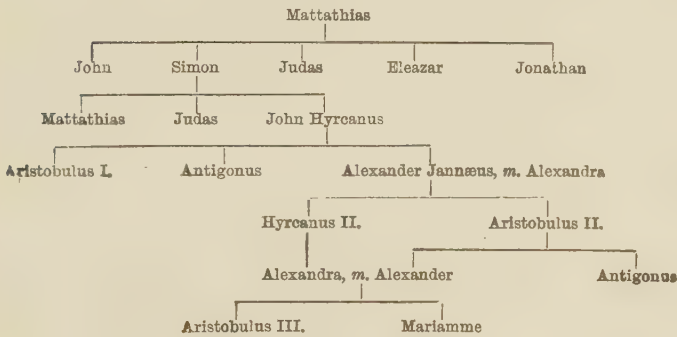 Mattathias
John Simon Judas Eleazar Jonathan
Mattathias Judas John Hyrcanus
Aristobulus I. Antigonus Alexander Jannæus, m. Alexandra
Hyrcanus II. Aristobulus II.
Alexandra, m. Alexander Antigonus
Aristobulus III. Mariamme